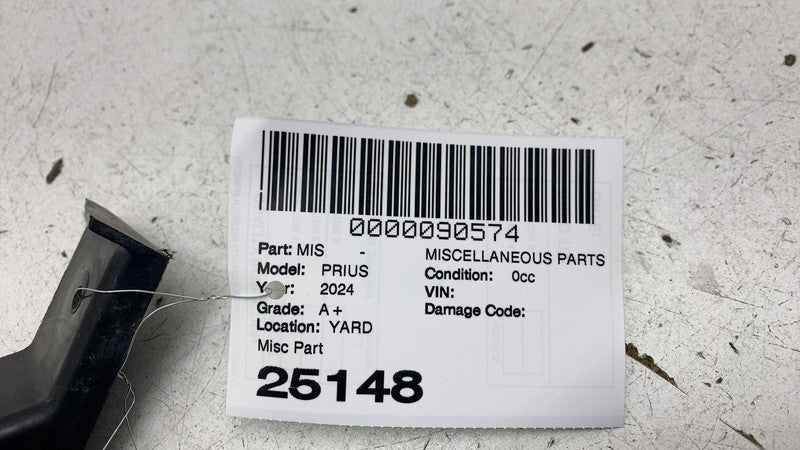 0000090574
Part: MIS - MISCELLANEOUS PARTS
Model: PRIUS Condition: 0cc
Year: 2024 VIN:
Grade: A+ Damage Code:
Location: YARD
Misc Part
25148